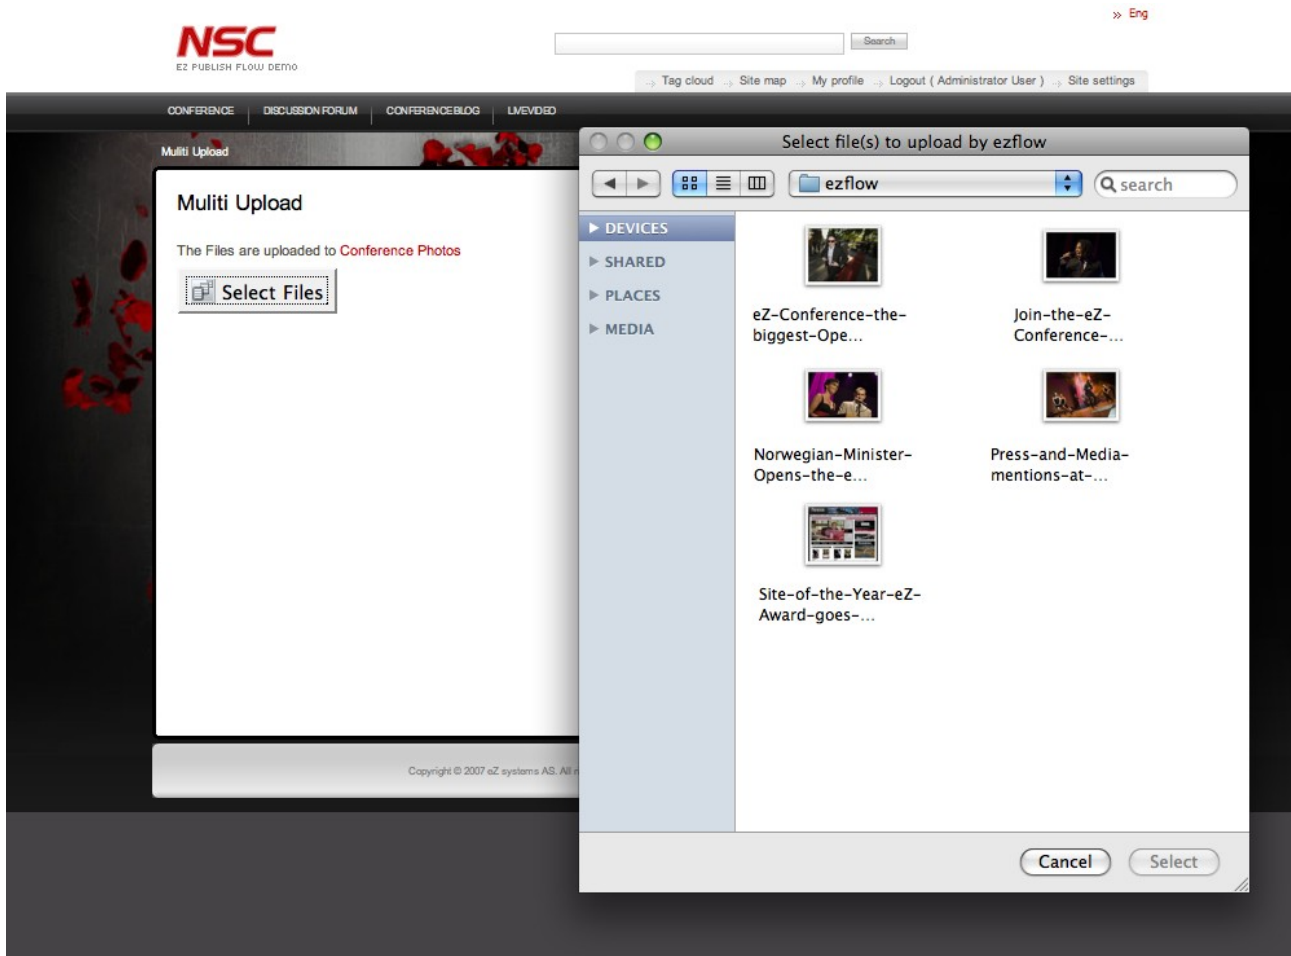 » Eng
NSC
EZ PUBLISH FLOW DEMO
Search
Tag cloud Site map My profile Logout ( Administrator User ) Site settings
CONFERENCE DISCUSSION FORUM CONFERENCE BLOG LIVE VIDEO
Muliti Upload
Muliti Upload
The Files are uploaded to Conference Photos
Select Files
Copyright © 2007 eZ systems AS. All
Select file(s) to upload by ezflow
ezflow
search
DEVICES
SHARED
PLACES
MEDIA
eZ-Conference-the-
biggest-Ope...
Join-the-eZ-
Conference-...
Norwegian-Minister-
Opens-the-e...
Press-and-Media-
mentions-at-...
Site-of-the-Year-eZ-
Award-goes-...
Cancel Select